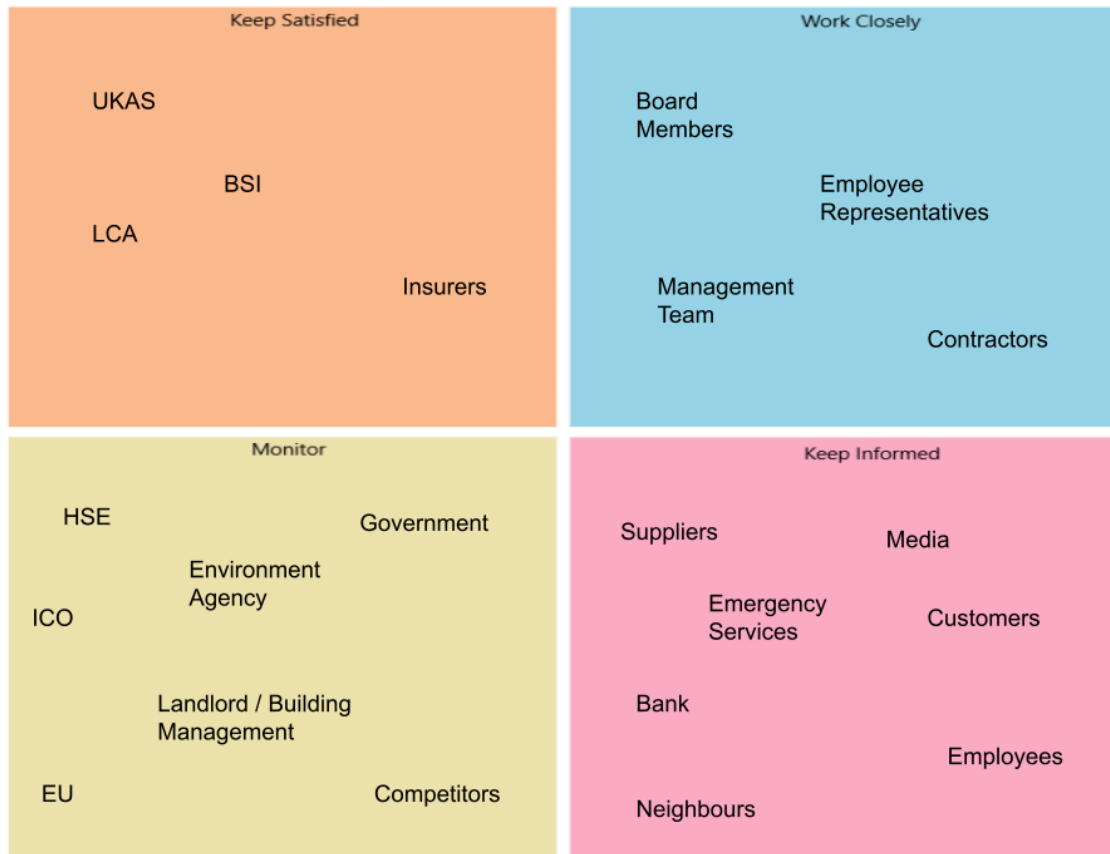 Keep Satisfied
UKAS
BSI
LCA
Insurers
Work Closely
Board
Members
Employee
Representatives
Management
Team
Contractors
Monitor
HSE
Government
Environment
Agency
ICO
Landlord / Building
Management
EU
Competitors
Keep Informed
Suppliers
Media
Emergency
Services
Customers
Bank
Employees
Neighbours